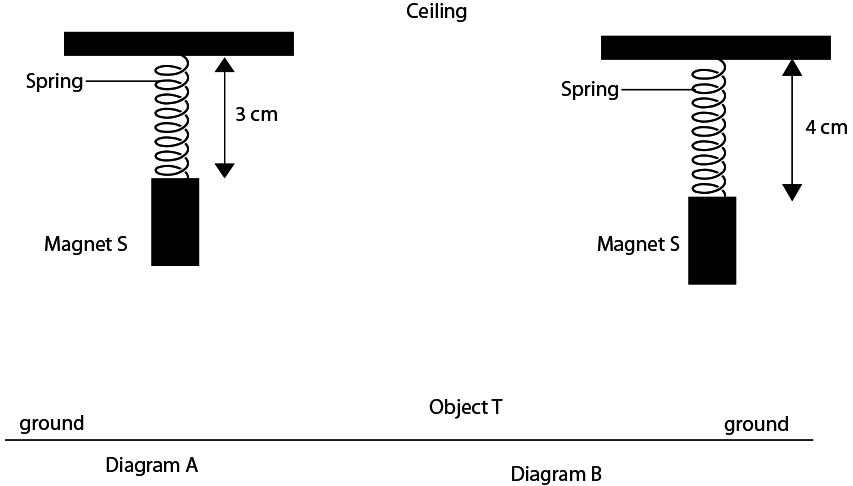 Ceiling
Spring
3 cm
Magnet S
Spring
4 cm
Magnet S
Object T
ground
ground
Diagram A
Diagram B